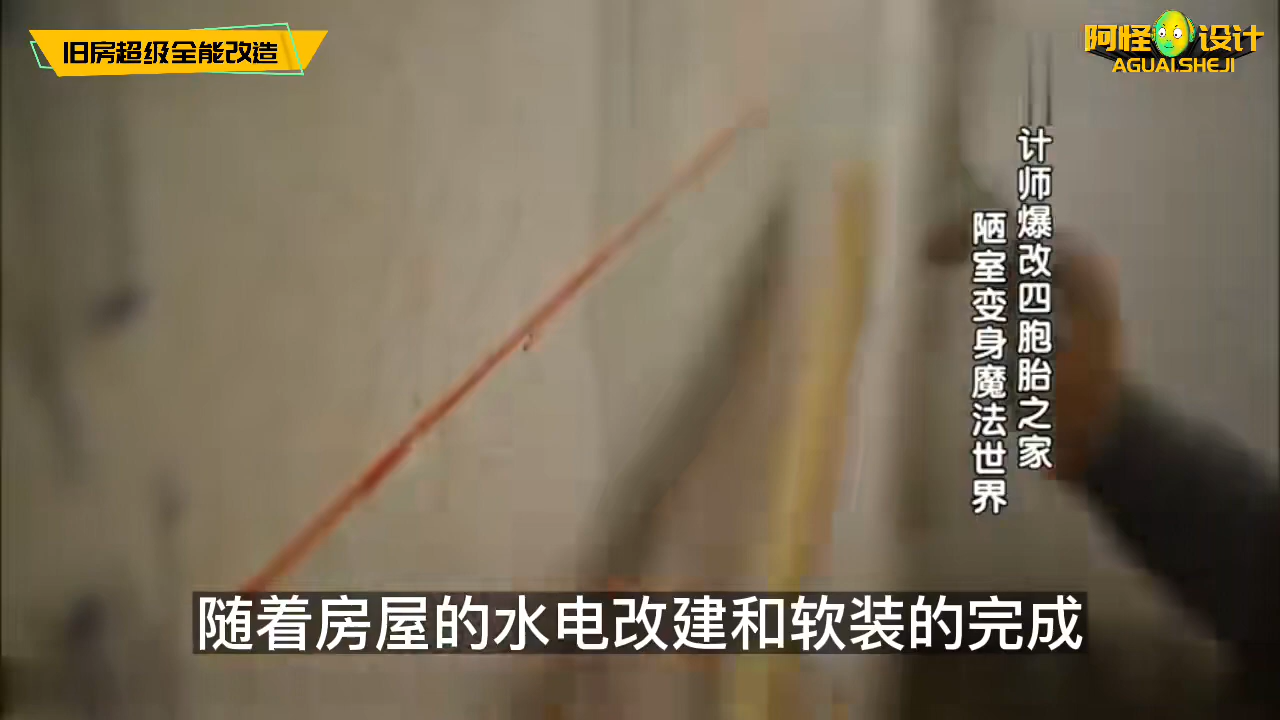 旧房超级全能改造
阿怪设计
AGUAI.SHEJI
计师爆改四胞胎之家
陋室变身魔法世界
随着房屋的水电改建和软装的完成